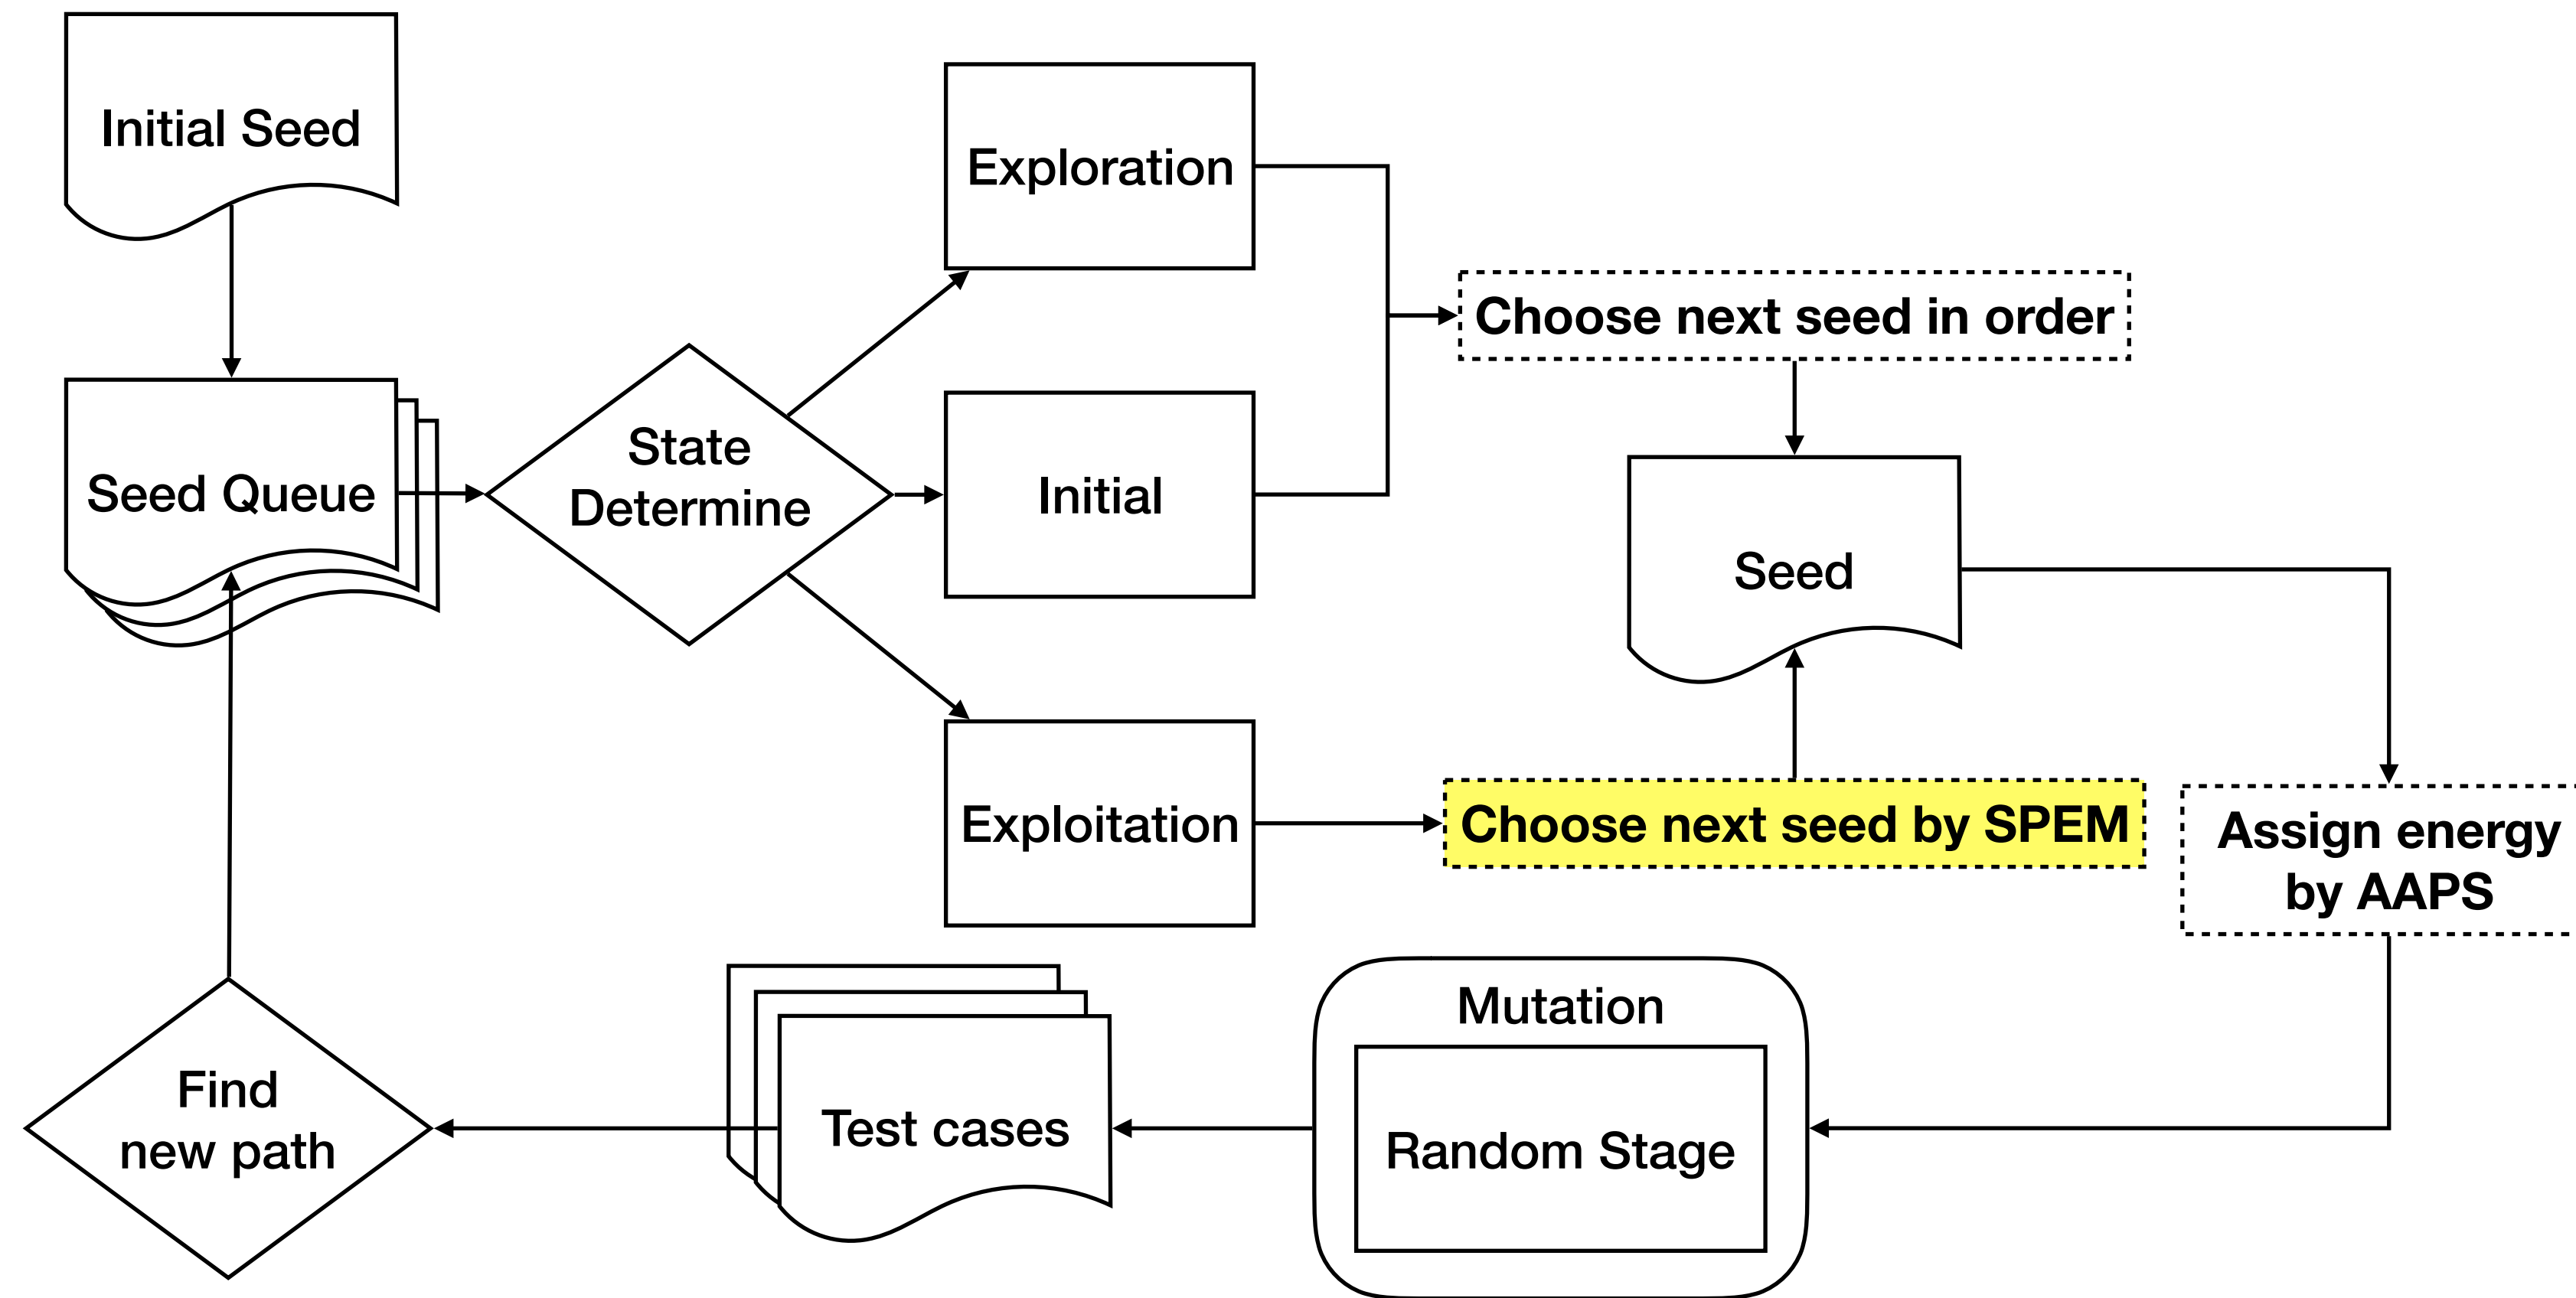 Initial Seed
Exploration
Choose next seed in order
State
Determine
Seed Queue
Initial
Seed
Exploitation
Choose next seed by SPEM
Assign energy
by AAPS
Mutation
Random Stage
Test cases
Find
new path